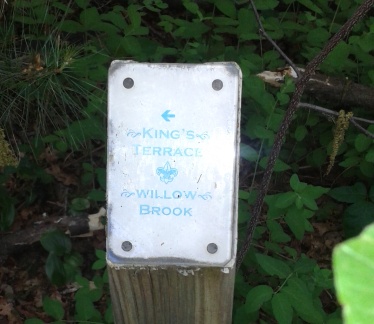 ←
~KING'S~
TERRACE
~WILLOW~
BROOK